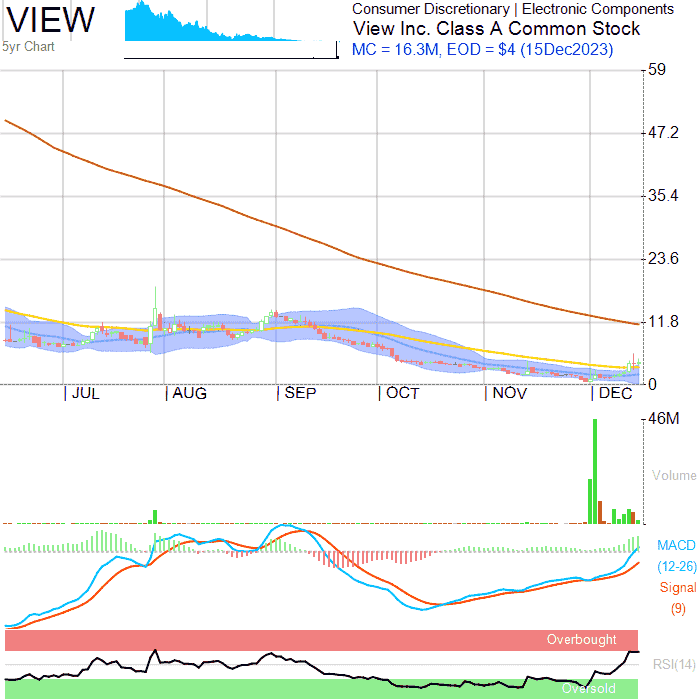 VIEW
5yr Chart
Consumer Discretionary | Electronic Components
View Inc. Class A Common Stock
MC = 16.3M, EOD = $4 (15Dec2023)
59
47.2
35.4
23.6
11.8
0
JUL AUG SEP OCT NOV DEC
46M
Volume
MACD
(12-26)
Signal
(9)
Overbought
RSI(14)
Oversold